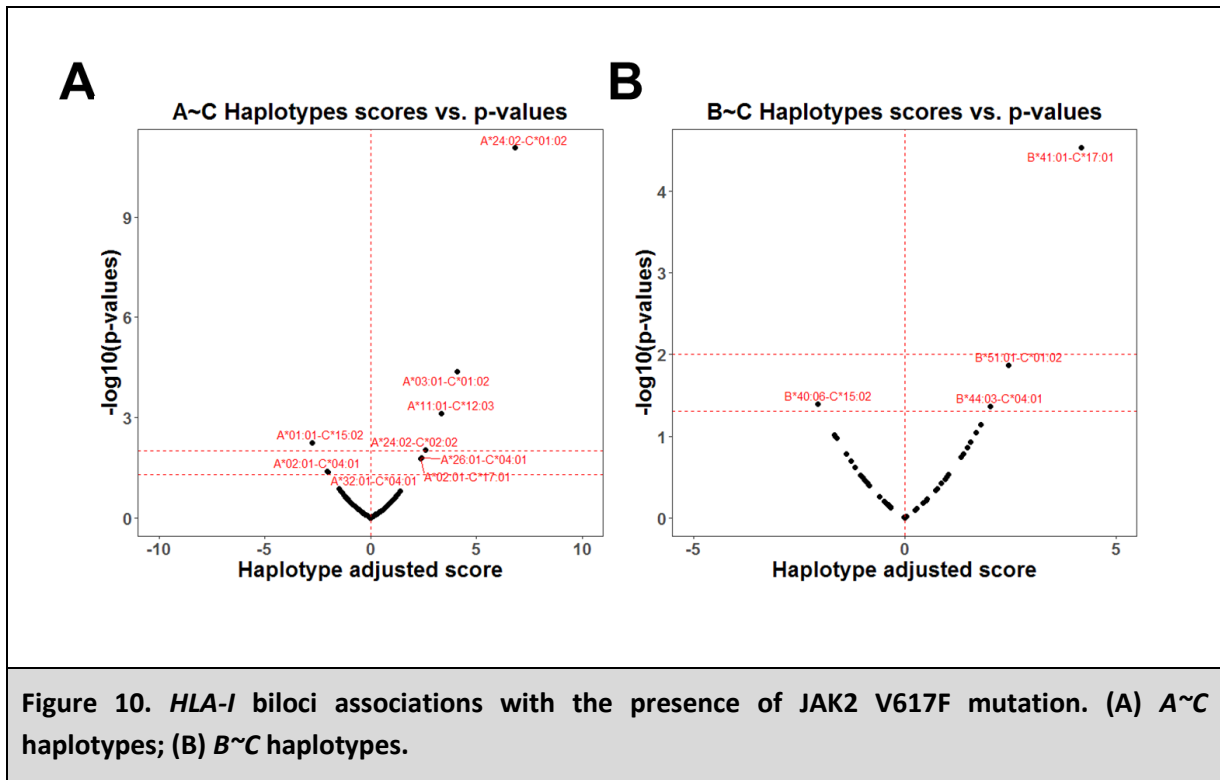 A
A~C Haplotypes scores vs. p-values
A*24:02-C*01:02
9
6
A*03:01-C*01:02
A*11:01-C*12:03
3
A*01:01-C*15:02
A*24:02-C*02:02
A*26:01-C*04:01
A*02:01-C*04:01
A*02:01-C*17:01
A*32:01-C*04:01
0
-log10(p-values)
-10 -5 0 5 10
Haplotype adjusted score
B
B~C Haplotypes scores vs. p-values
B*41:01-C*17:01
4
3
2
B*51:01-C*01:02
B*40:06-C*15:02
B*44:03-C*04:01
1
0
-log10(p-values)
-5 0 5
Haplotype adjusted score
Figure 10. HLA-I biloci associations with the presence of JAK2 V617F mutation. (A) A~C
haplotypes; (B) B~C haplotypes.